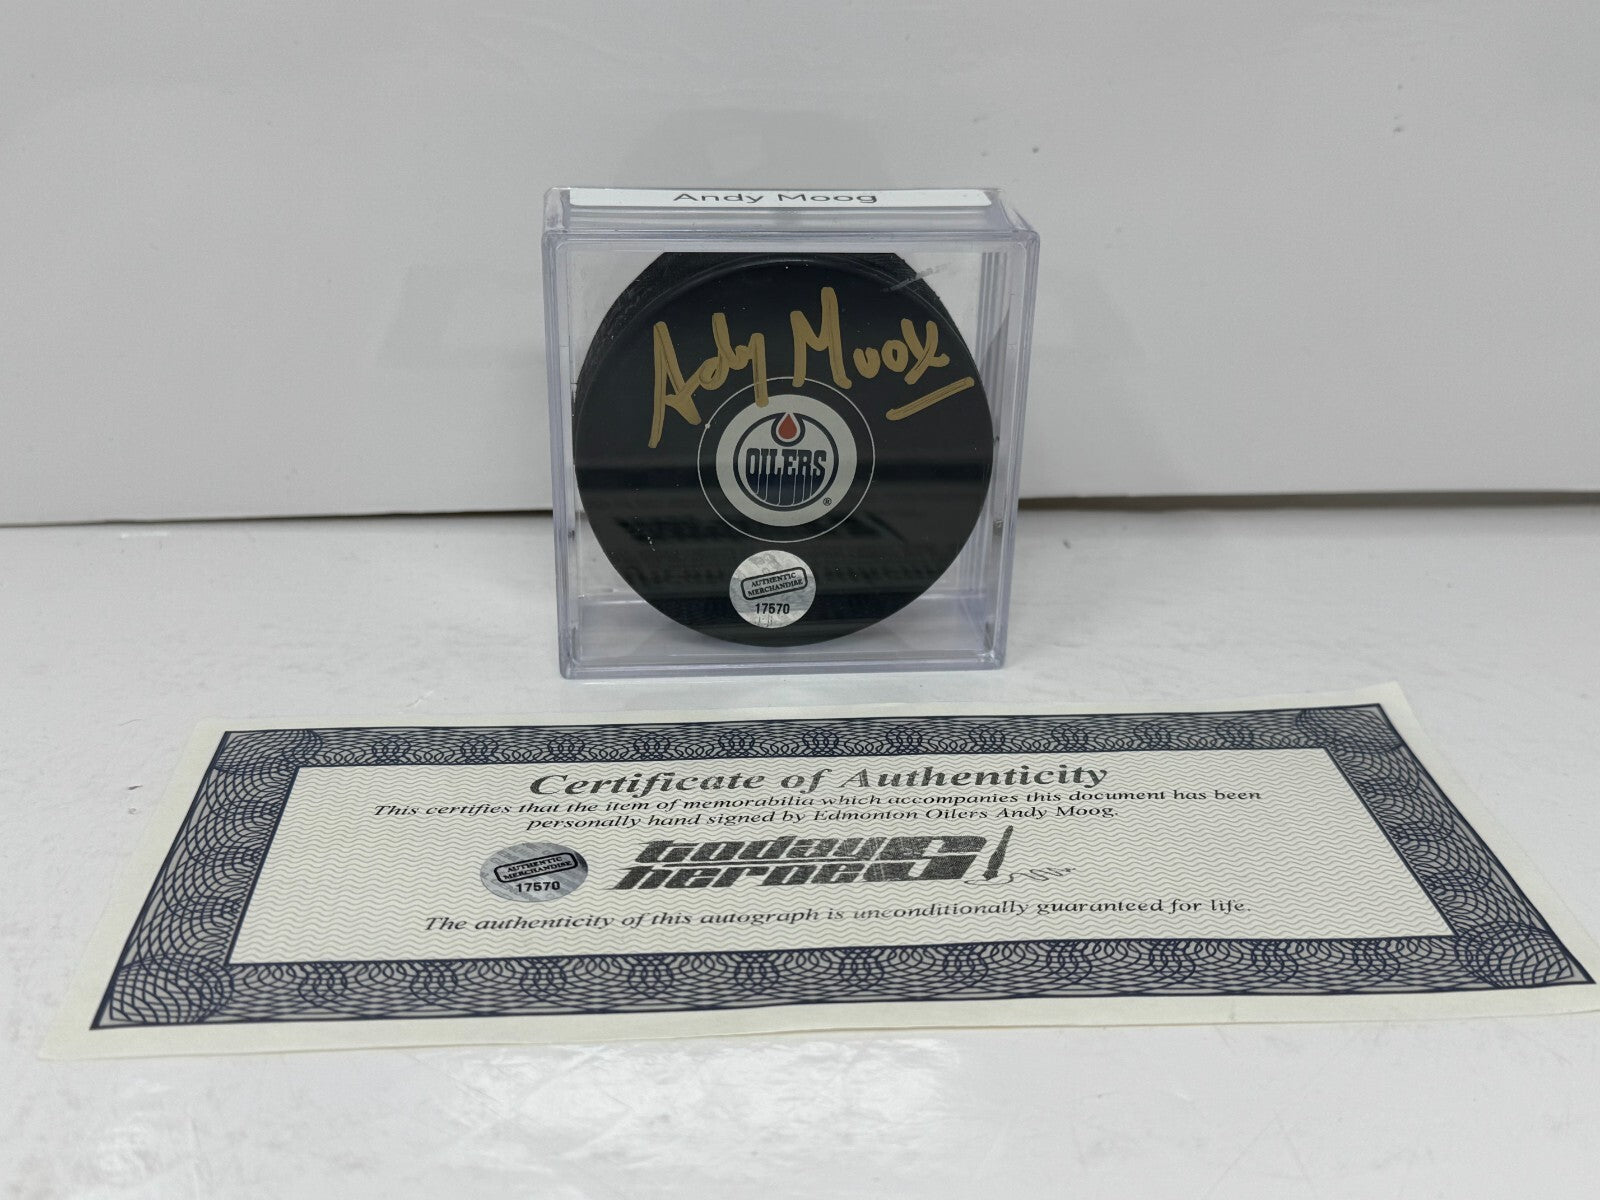 Andy Moog
Andy Moog
OILERS
®
AUTHENTIC
MERCHANDISE
17570
Certificate of Authenticity
This certifies that the item of memorabilia which accompanies this document has been
personally hand signed by Edmonton Oilers Andy Moog.
AUTHENTIC
MERCHANDISE
17570
todays
heroes
The authenticity of this autograph is unconditionally guaranteed for life.